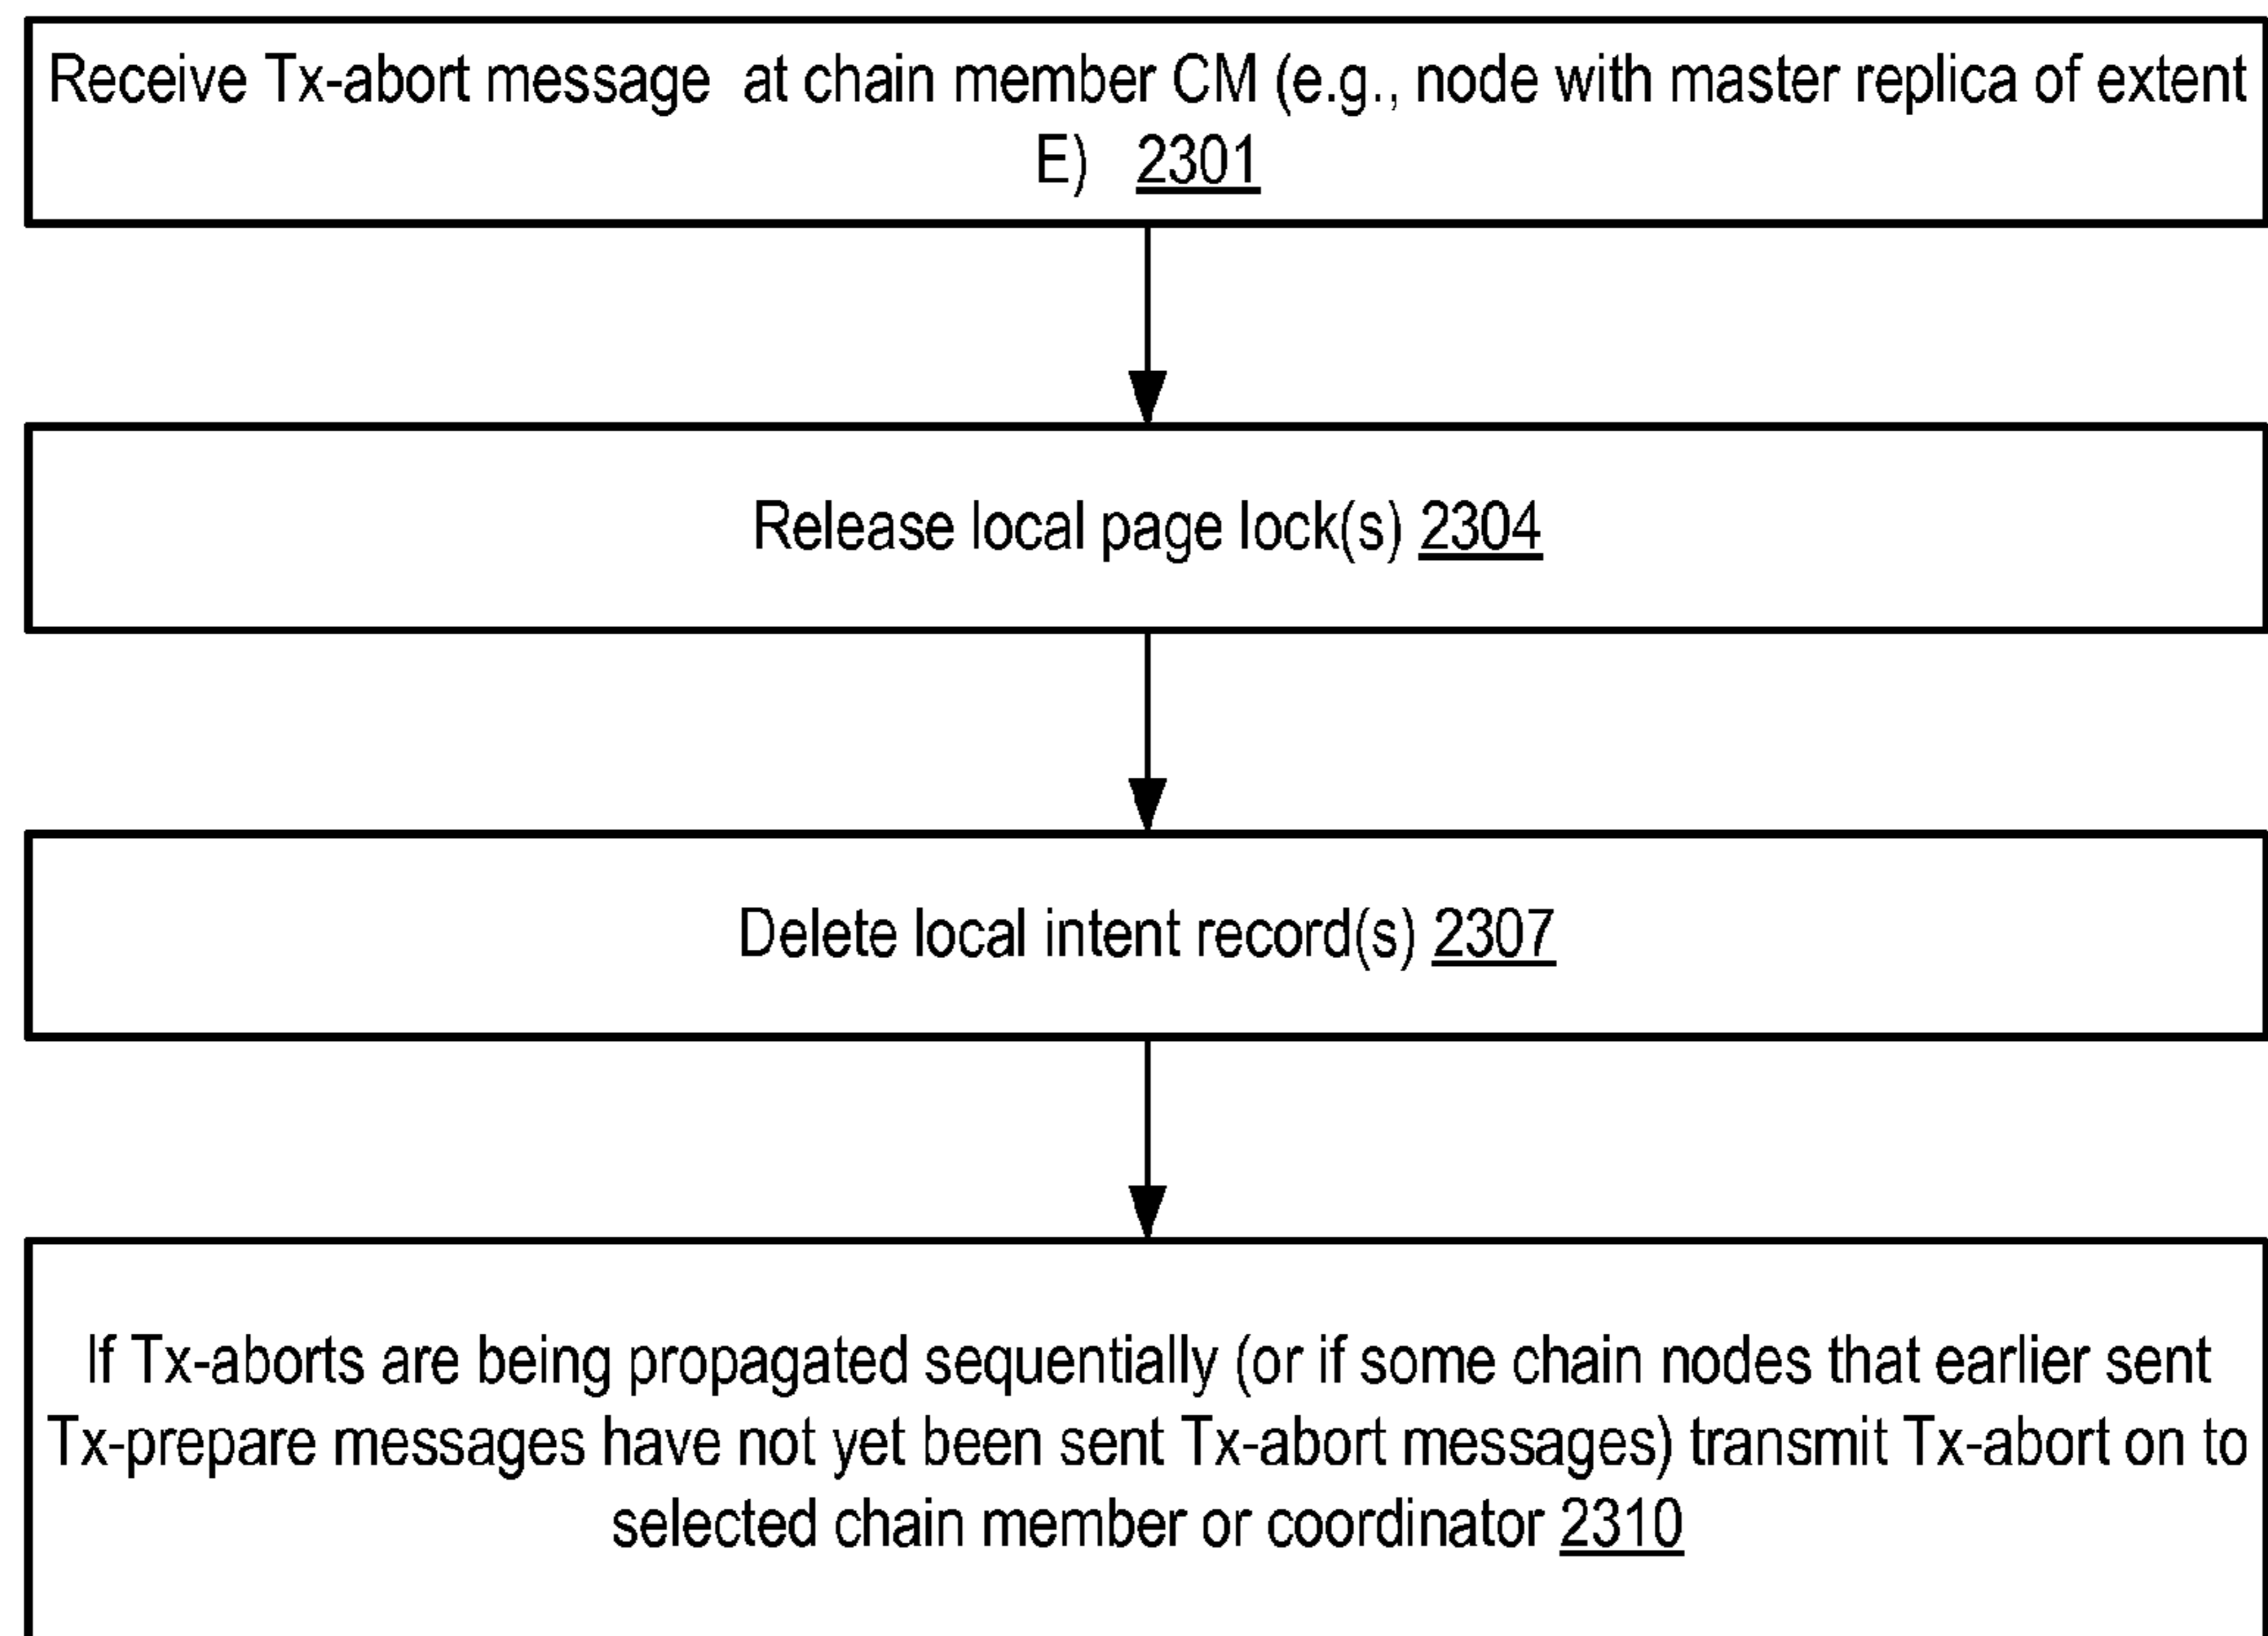 Receive Tx-abort message at chain member CM (e.g., node with master replica of extent
E) 2301
Release local page lock(s) 2304
Delete local intent record(s) 2307
If Tx-aborts are being propagated sequentially (or if some chain nodes that earlier sent
Tx-prepare messages have not yet been sent Tx-abort messages) transmit Tx-abort on to
selected chain member or coordinator 2310